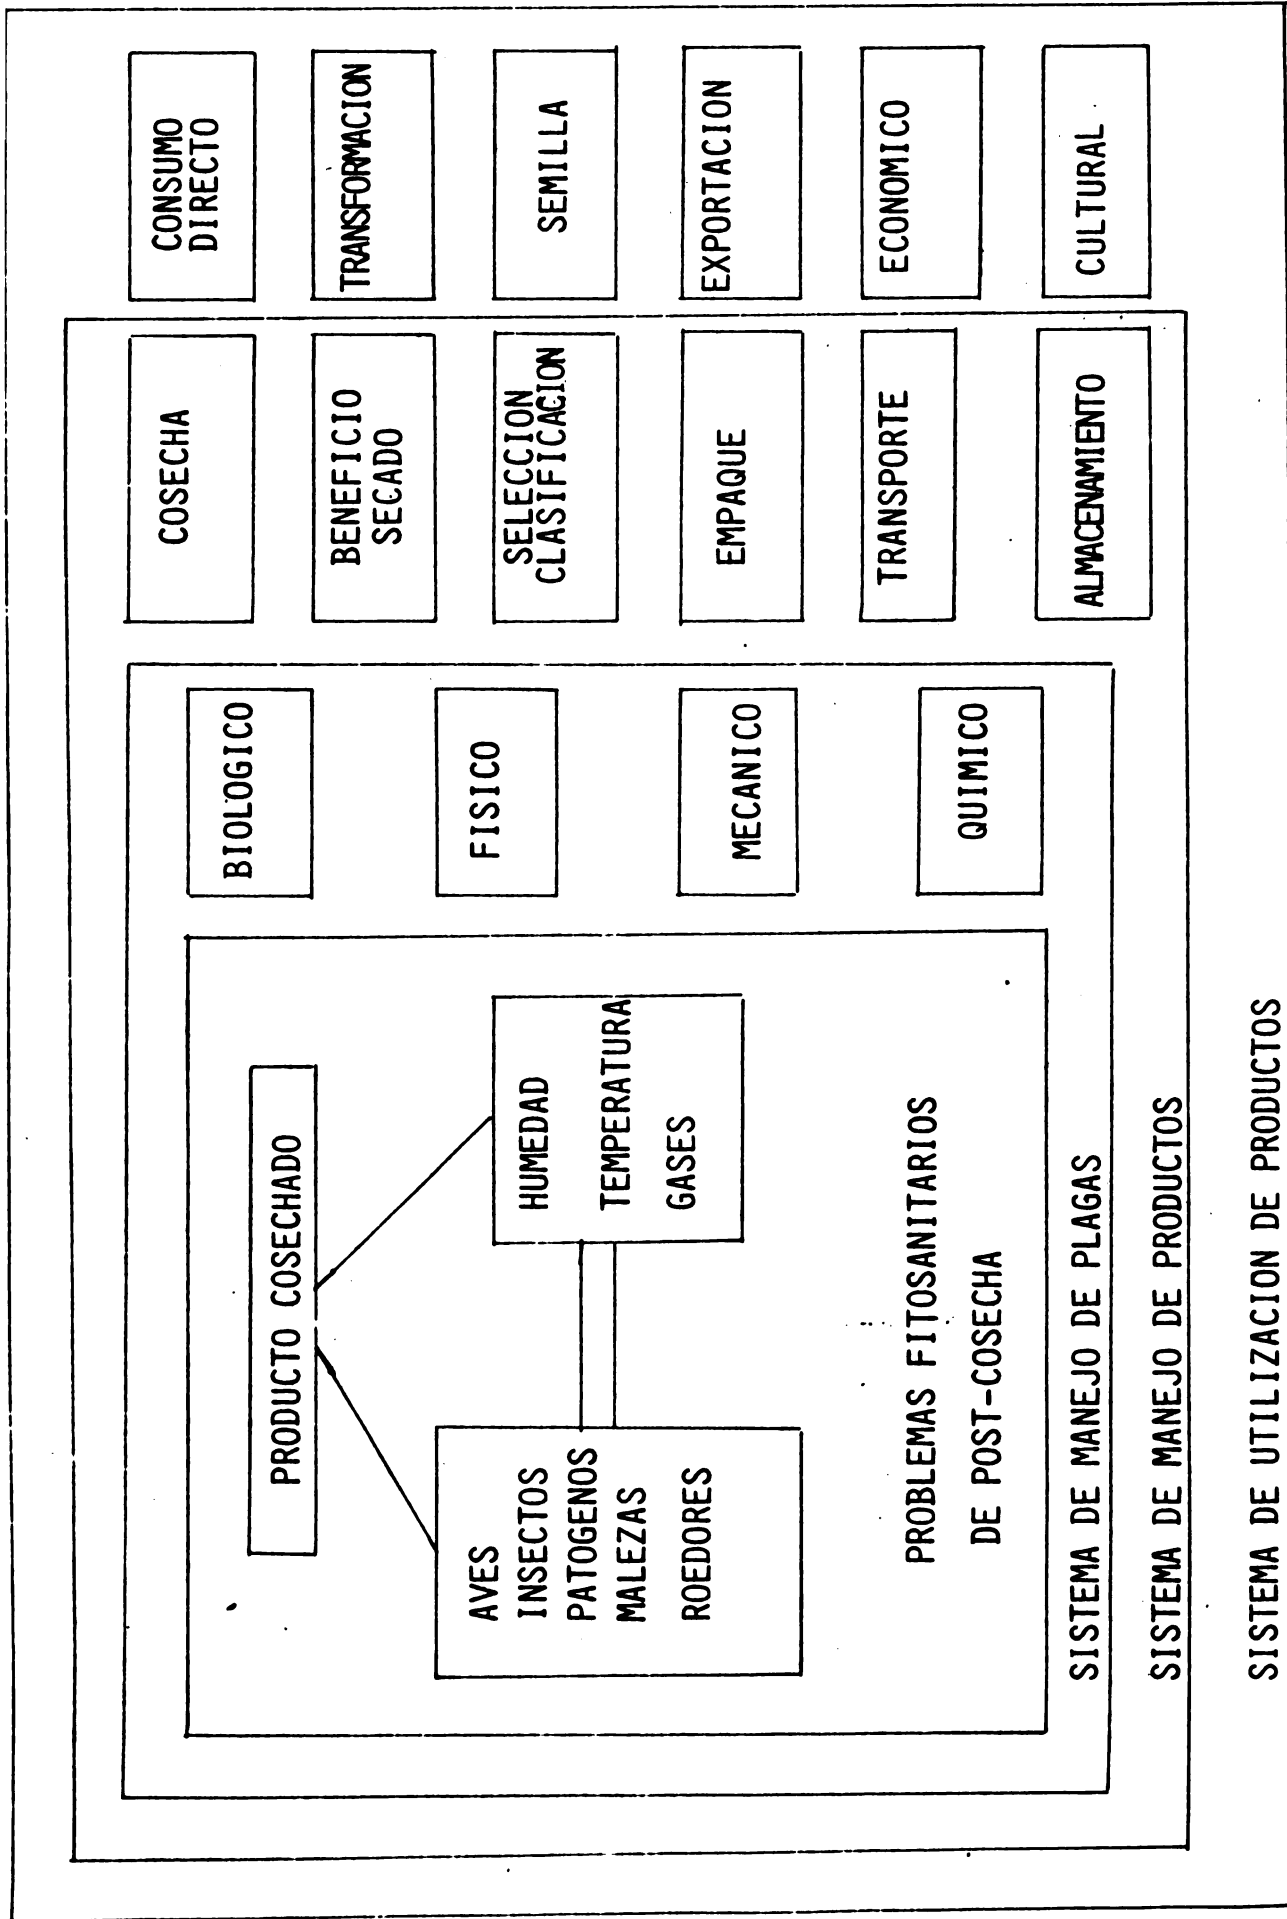 PRODUCTO COSECHADO
AVES
INSECTOS
PATOGENOS
MALEZAS
ROEDORES
HUMEDAD
TEMPERATURA
GASES
PROBLEMAS FITOSANITARIOS
DE POST-COSECHA
BIOLOGICO
FISICO
MECANICO
QUIMICO
SISTEMA DE MANEJO DE PLAGAS
COSECHA
BENEFICIO
SECADO
SELECCION
CLASIFICACION
EMPAQUE
TRANSPORTE
ALMACENAMIENTO
SISTEMA DE MANEJO DE PRODUCTOS
CONSUMO
DIRECTO
TRANSFORMACION
SEMILLA
EXPORTACION
ECONOMICO
CULTURAL
SISTEMA DE UTILIZACION DE PRODUCTOS